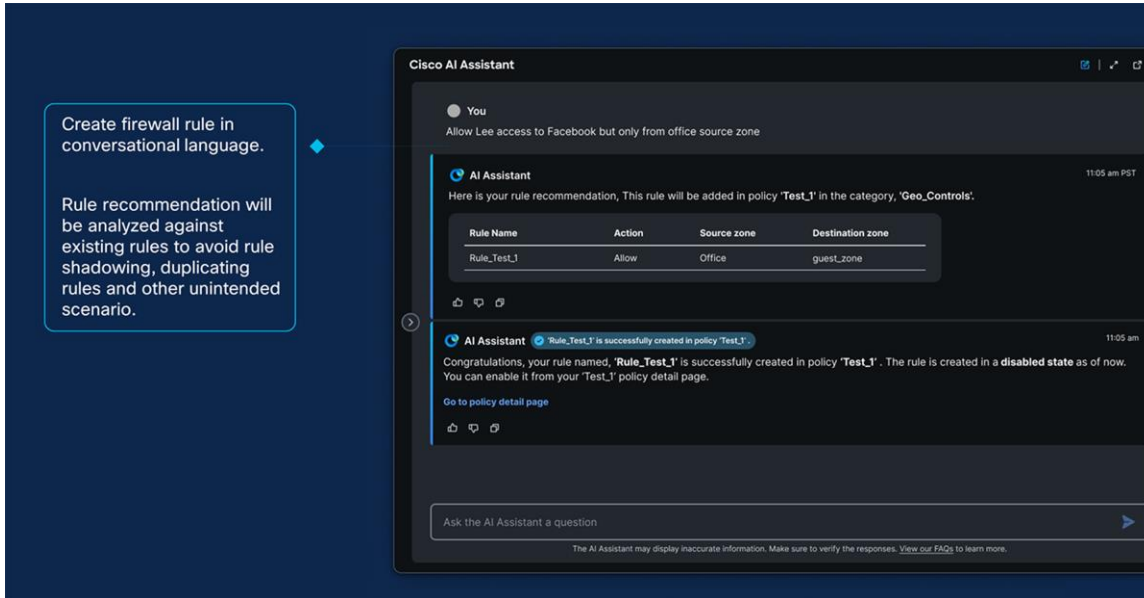 Create firewall rule in
conversational language.
Rule recommendation will
be analyzed against
existing rules to avoid rule
shadowing, duplicating
rules and other unintended
scenario.
Cisco AI Assistant
You
Allow Lee access to Facebook but only from office source zone
AI Assistant
11:05 am PST
Here is your rule recommendation, This rule will be added in policy 'Test_1' in the category, 'Geo_Controls'.
Rule Name Action Source zone Destination zone
Rule_Test_1 Allow Office guest_zone
AI Assistant 'Rule_Test_1' is successfully created in policy 'Test_1' .
11:05 am
Congratulations, your rule named, 'Rule_Test_1' is successfully created in policy 'Test_1' . The rule is created in a disabled state as of now.
You can enable it from your 'Test_1' policy detail page.
Go to policy detail page
Ask the AI Assistant a question
The AI Assistant may display inaccurate information. Make sure to verify the responses. View our FAQs to learn more.